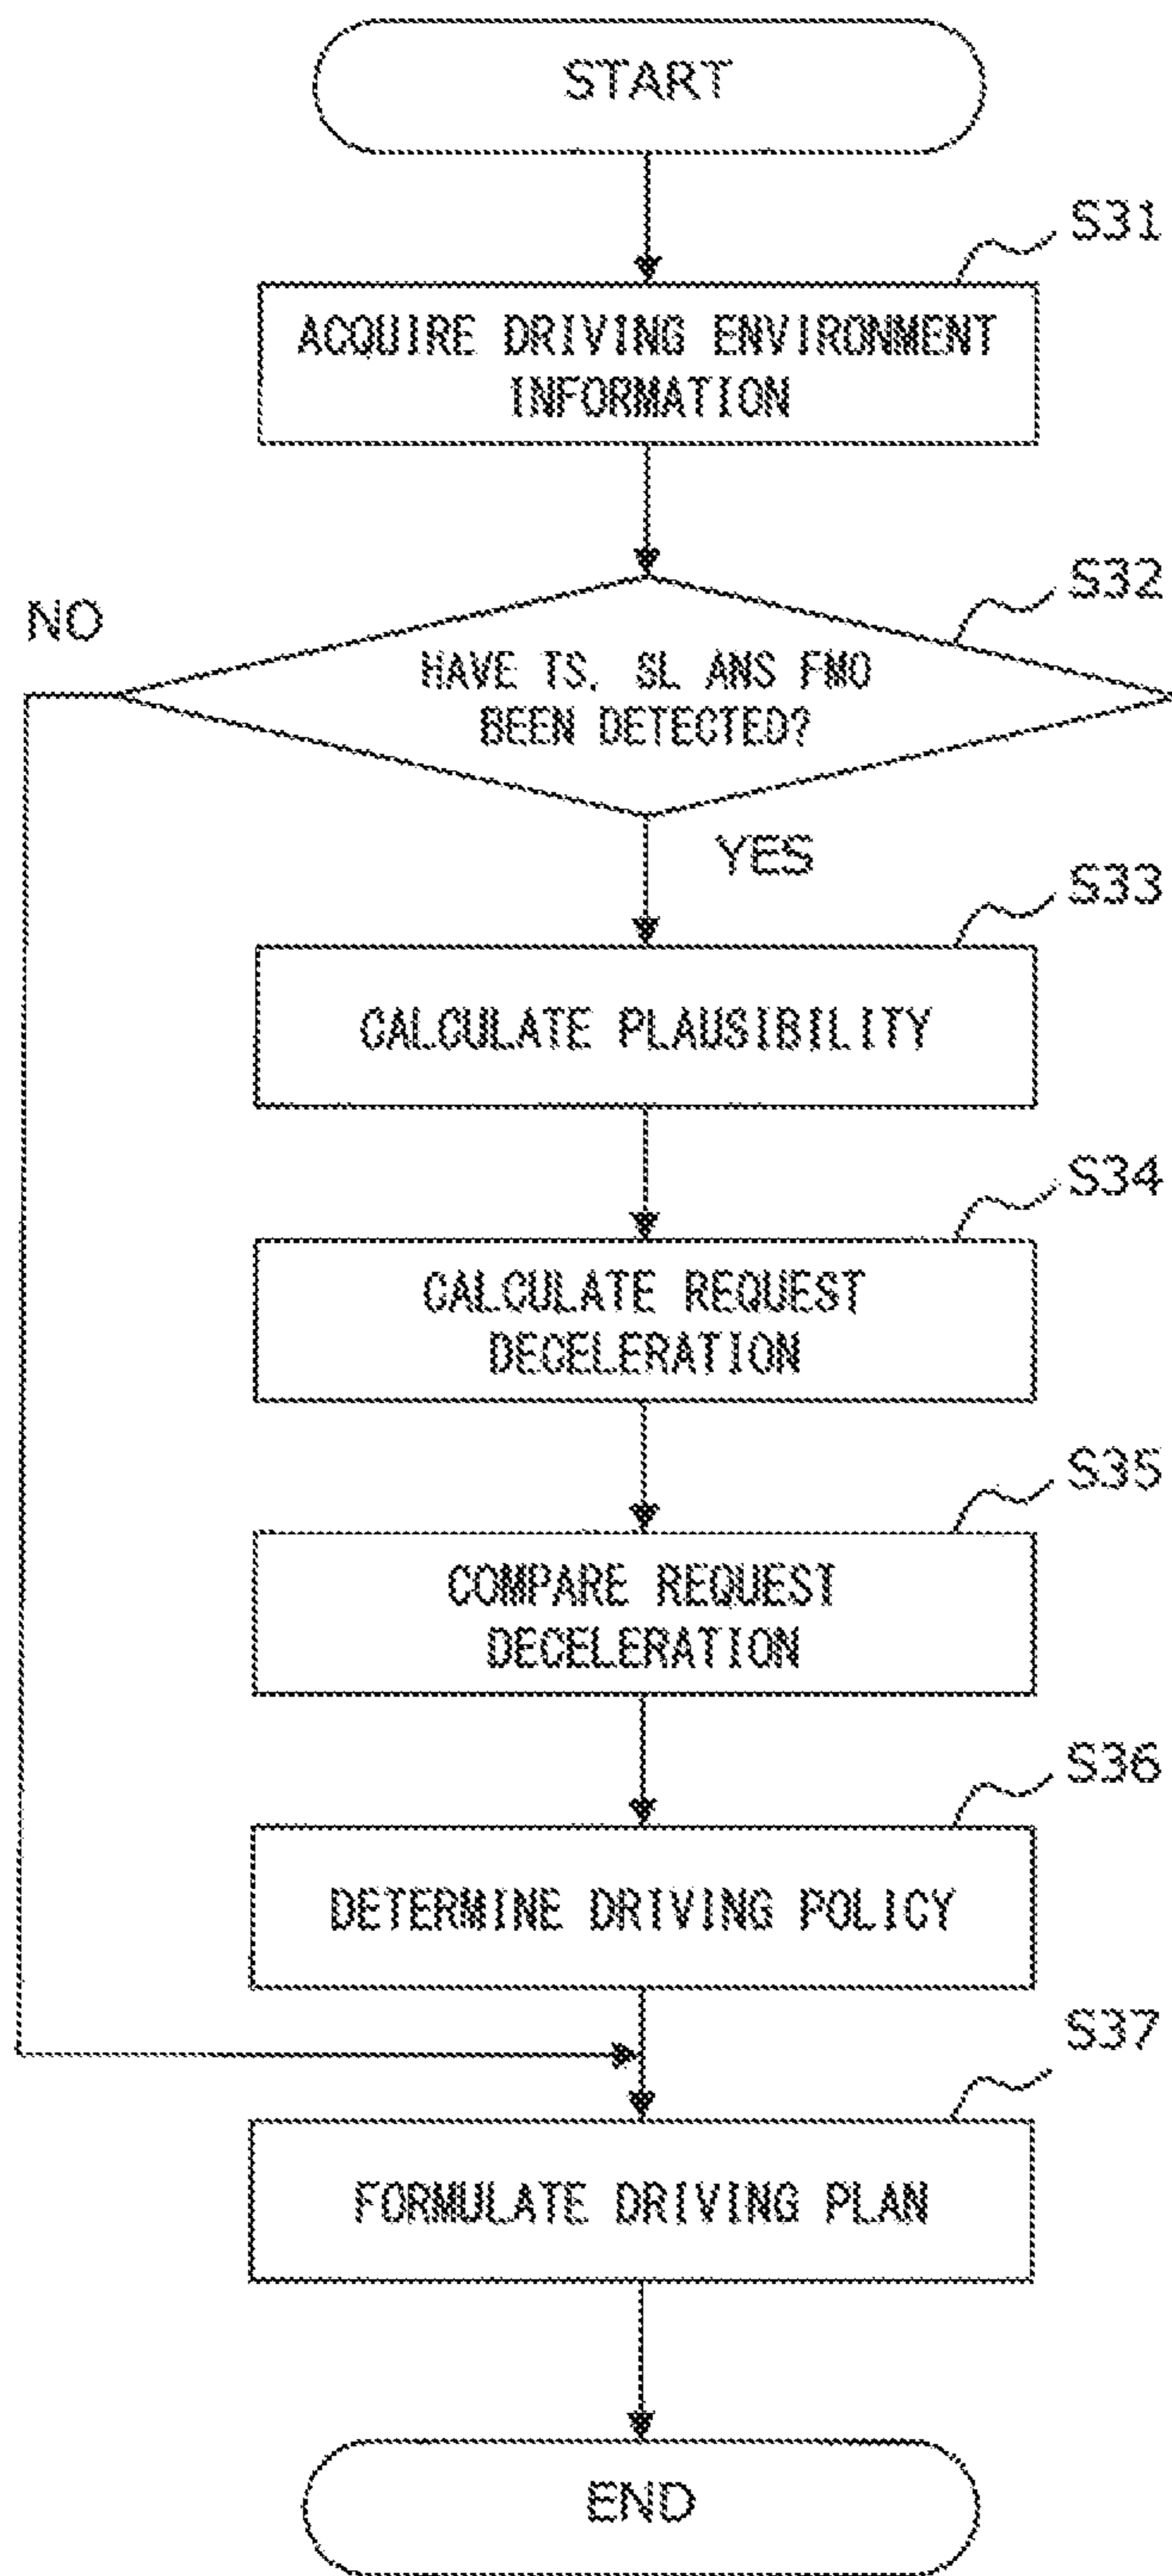 START
S31
ACQUIRE DRIVING ENVIRONMENT
INFORMATION
S32
NO
HAVE TS, SL ANS FMO
BEEN DETECTED?
YES
S33
CALCULATE PLAUSIBILITY
S34
CALCULATE REQUEST
DECELERATION
S35
COMPARE REQUEST
DECELERATION
S36
DETERMINE DRIVING POLICY
S37
FORMULATE DRIVING PLAN
END